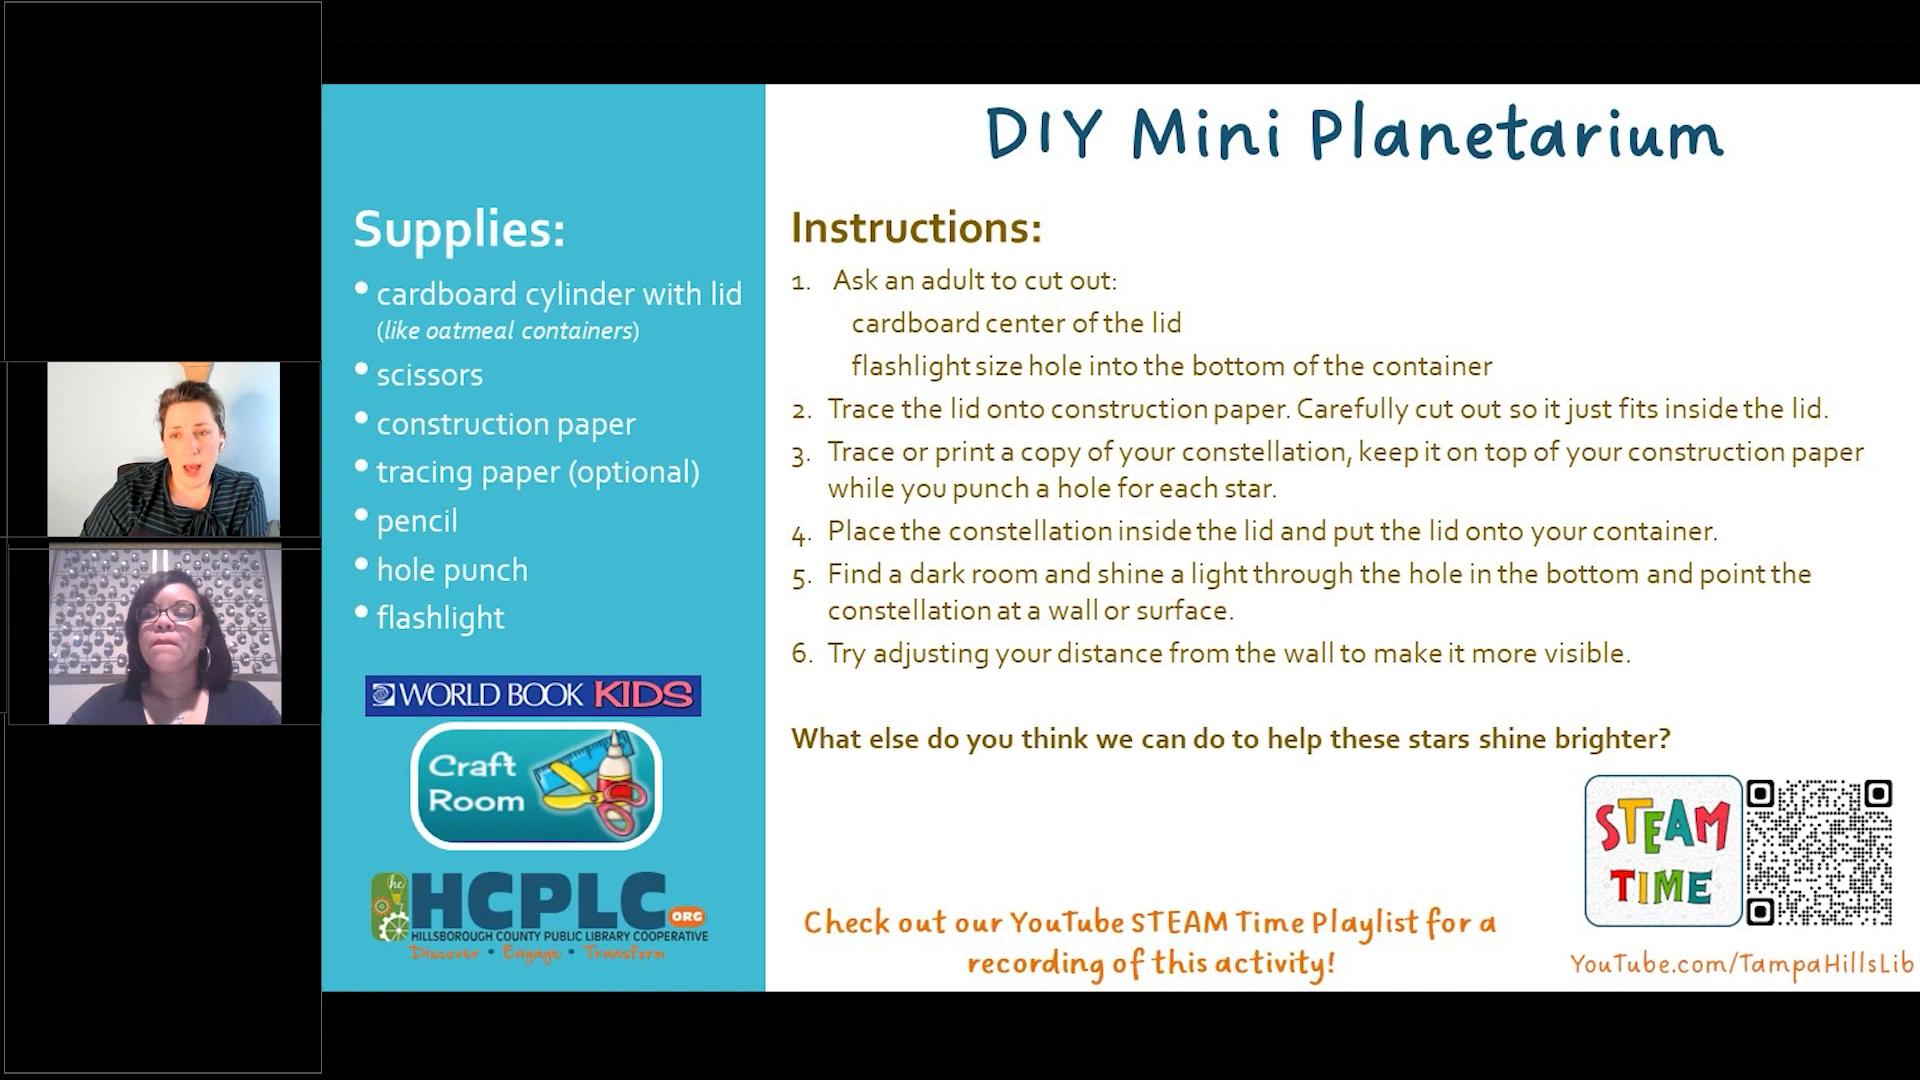 DIY Mini Planetarium
Supplies:
• cardboard cylinder with lid
(like oatmeal containers)
• scissors
• construction paper
• tracing paper (optional)
• pencil
• hole punch
• flashlight
WORLD BOOK KIDS
Craft
Room
hc
HCPLC
ORG
HILLSBOROUGH COUNTY PUBLIC LIBRARY COOPERATIVE
Discover • Engage • Transform
Instructions:
1. Ask an adult to cut out:
cardboard center of the lid
flashlight size hole into the bottom of the container
2. Trace the lid onto construction paper. Carefully cut out so it just fits inside the lid.
3. Trace or print a copy of your constellation, keep it on top of your construction paper
while you punch a hole for each star.
4. Place the constellation inside the lid and put the lid onto your container.
5. Find a dark room and shine a light through the hole in the bottom and point the
constellation at a wall or surface.
6. Try adjusting your distance from the wall to make it more visible.
What else do you think we can do to help these stars shine brighter?
Check out our YouTube STEAM Time Playlist for a
recording of this activity!
STEAM
TIME
YouTube.com/TampaHillsLib